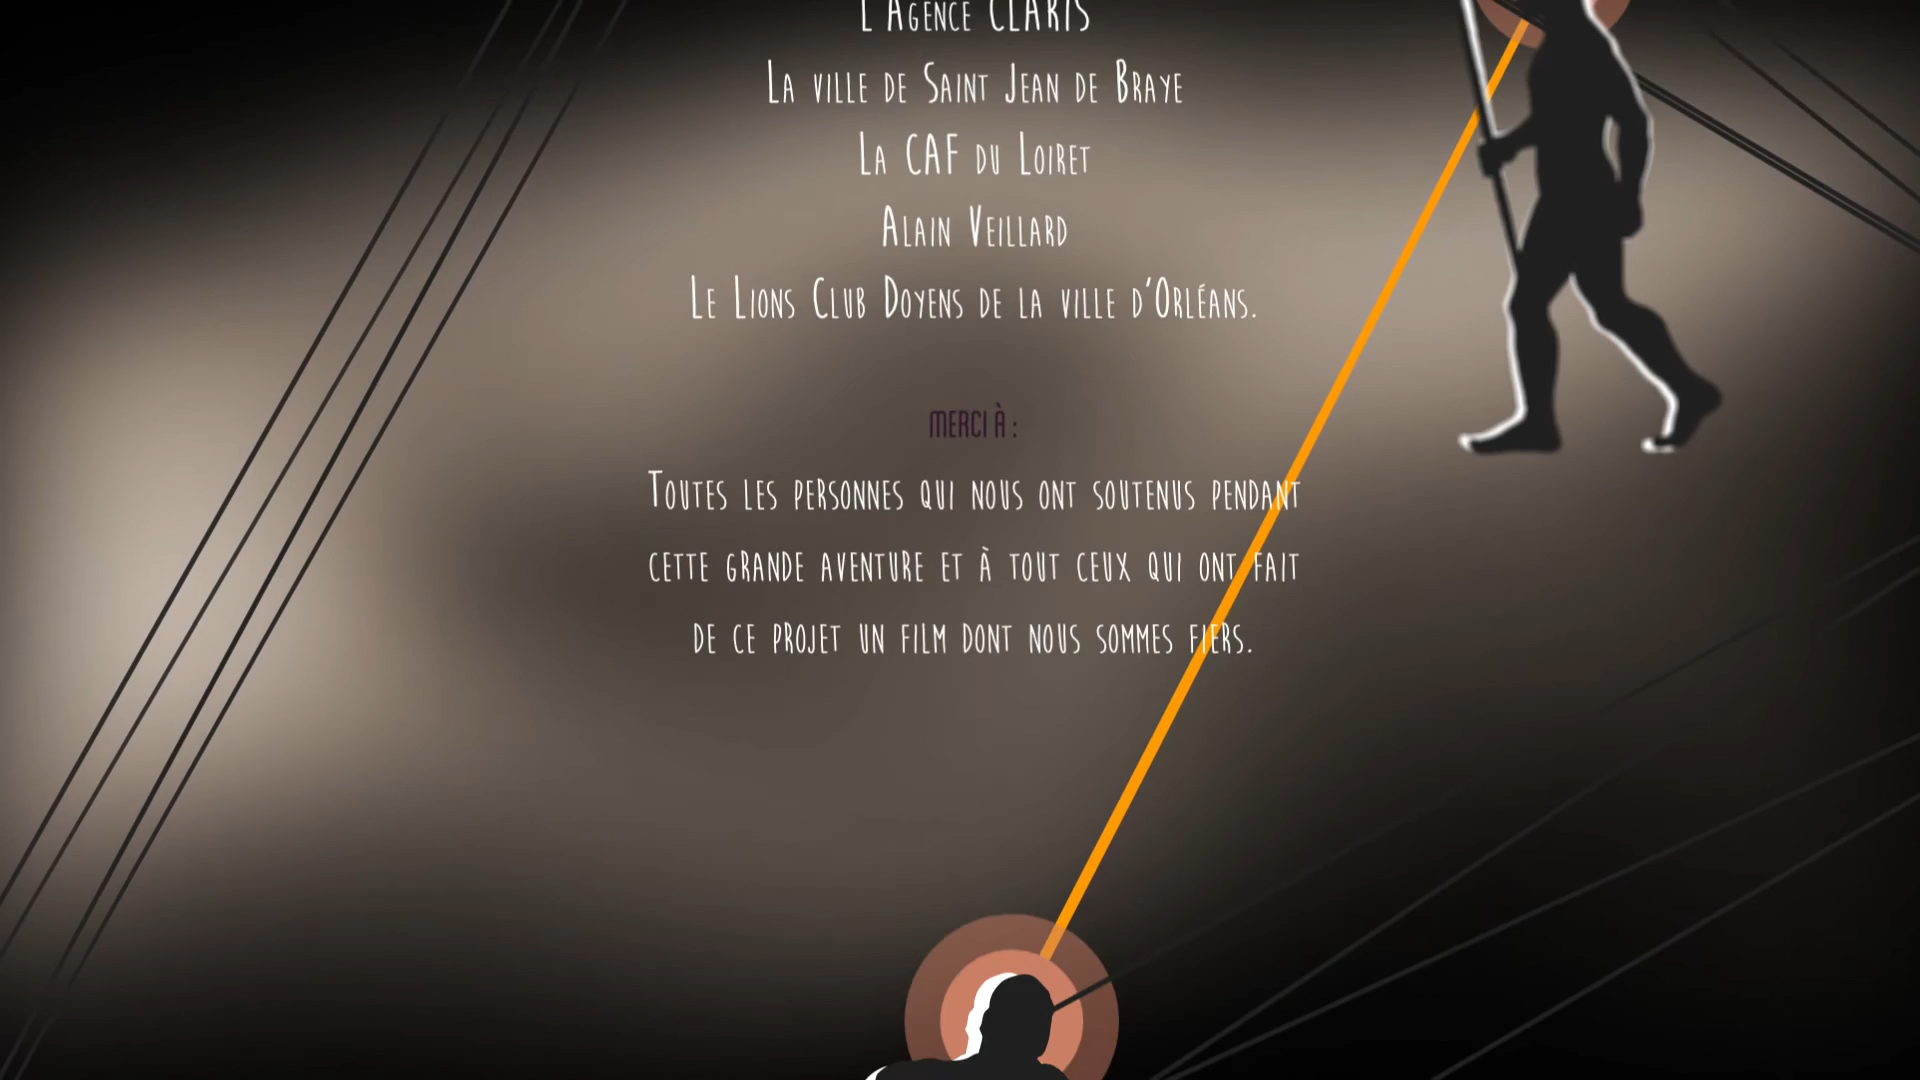 L'Agence CLARIS
La ville de Saint Jean de Braye
La CAF du Loiret
Alain Veillard
Le Lions Club Doyens de la ville d'Orléans.
MERCI À :
Toutes les personnes qui nous ont soutenus pendant
cette grande aventure et à tout ceux qui ont fait
de ce projet un film dont nous sommes fiers.